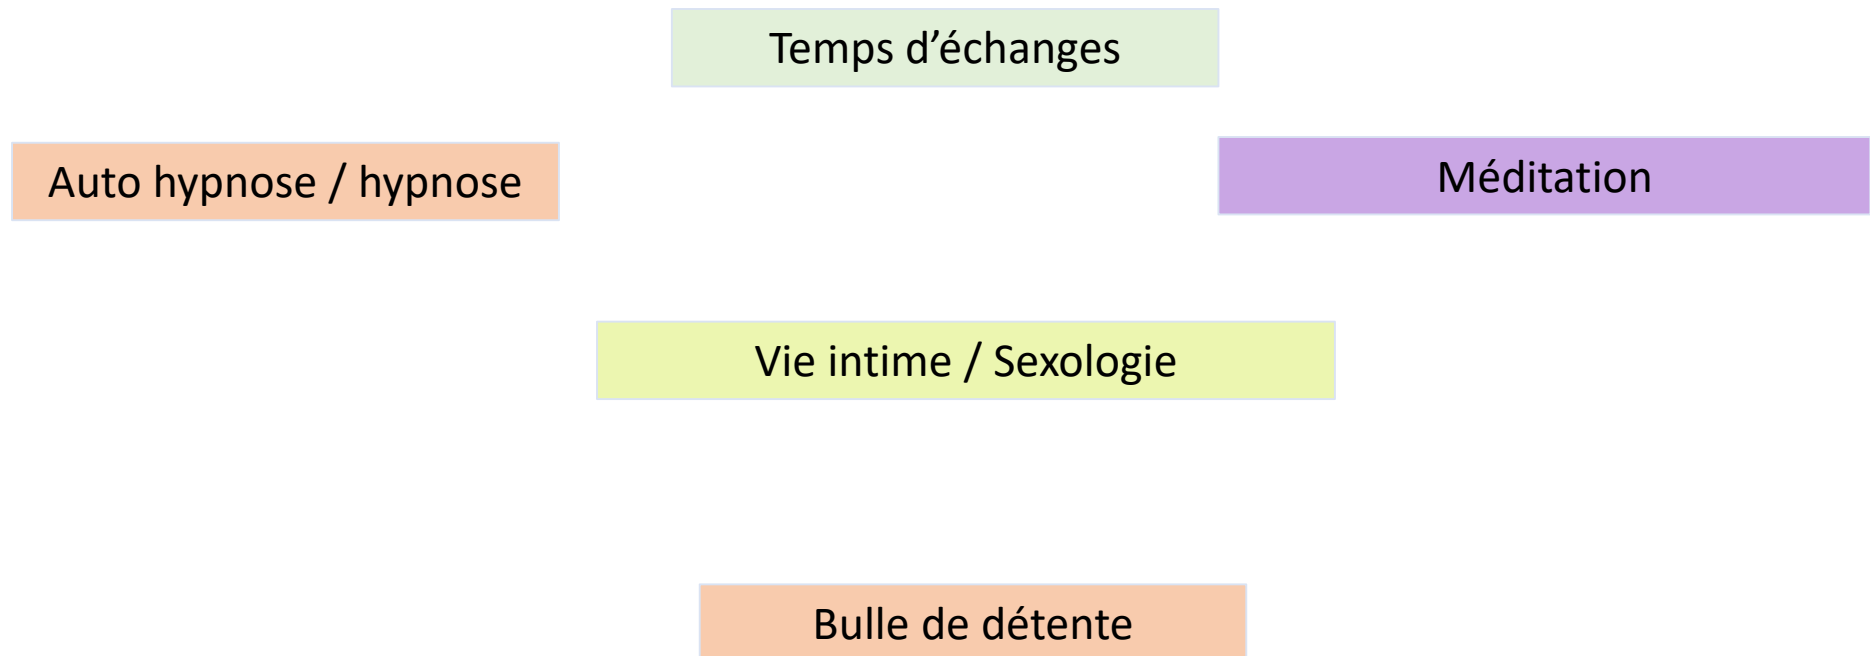 Temps d’échanges
Auto hypnose / hypnose
Méditation
Vie intime / Sexologie
Bulle de détente